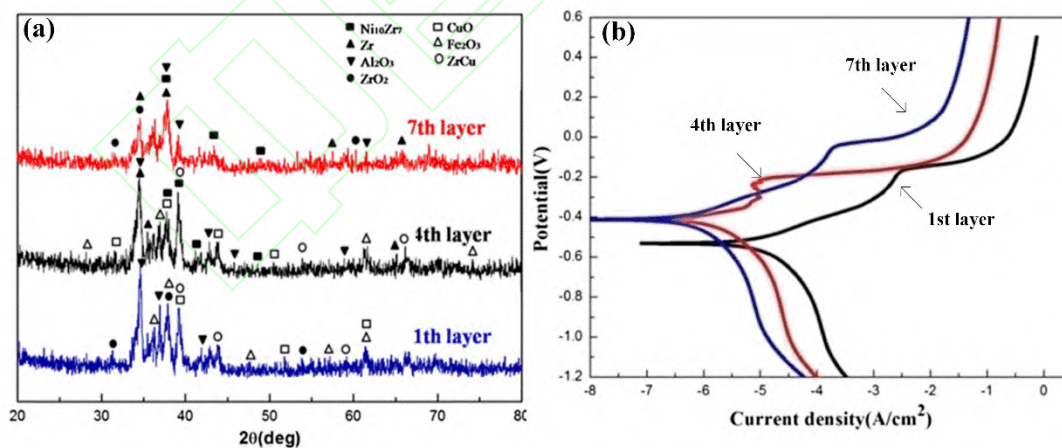 (a)
Ni10Zr7
Zr
Al2O3
ZrO2
CuO
Fe2O3
ZrCu
7th layer
4th layer
1th layer
20 30 40 50 60 70 80
2θ(deg)
(b)
0.6
0.4
0.2
0.0
-0.2
-0.4
-0.6
-0.8
-1.0
-1.2
Potential(V)
7th layer
4th layer
1st layer
-8 -7 -6 -5 -4 -3 -2 -1 0
Current density(A/cm²)